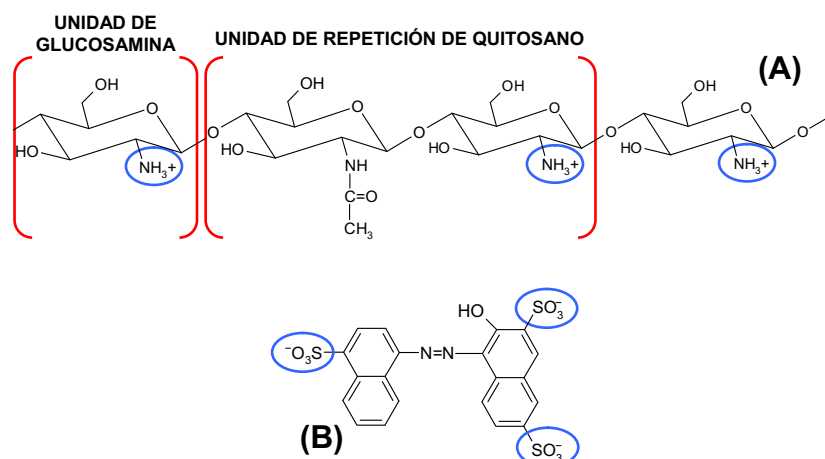 UNIDAD DE
GLUCOSAMINA
UNIDAD DE REPETICIÓN DE QUITOSANO
(A)
OH
O
O
HO
NH₃+
OH
O
O
HO
NH
C=O
CH₃
OH
O
O
HO
NH₃+
OH
O
O
HO
NH₃+
HO
SO₃⁻
⁻O₃S
N=N
(B)
SO₃⁻